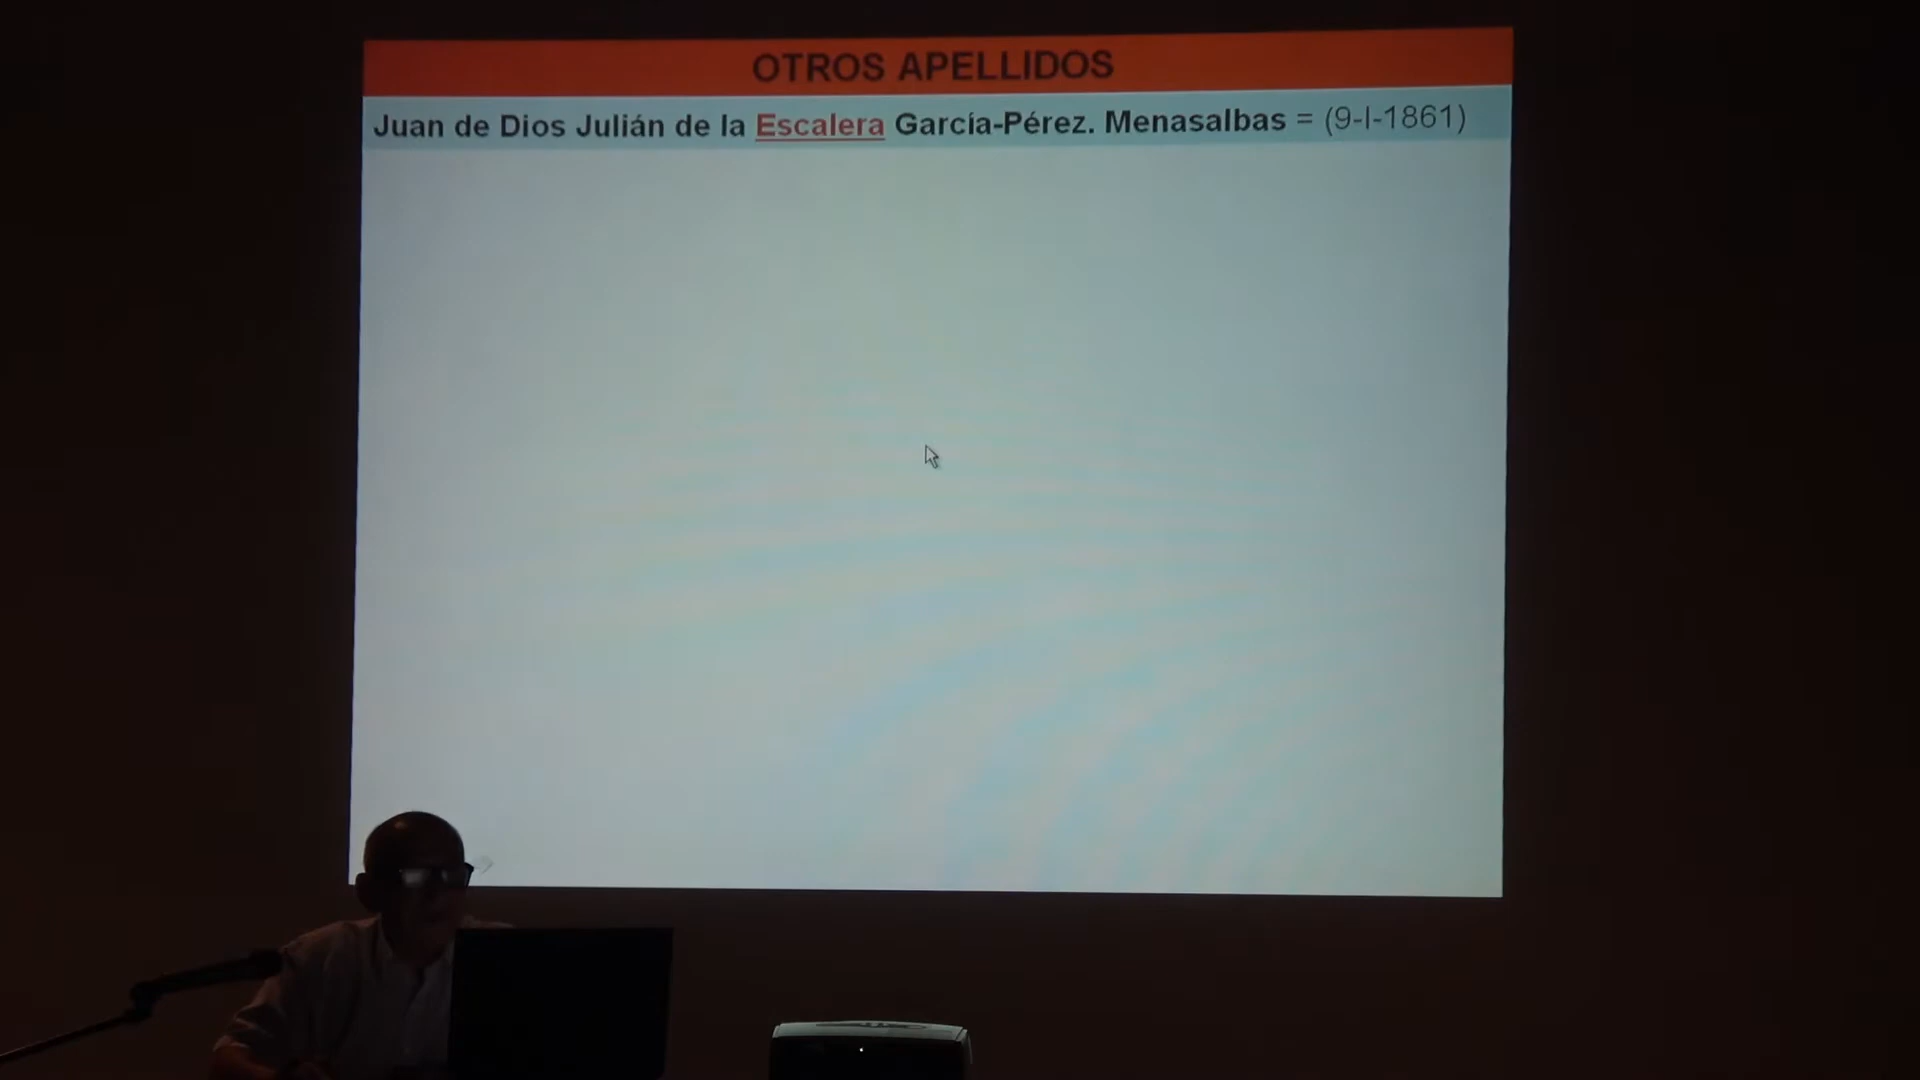 OTROS APELLIDOS
Juan de Dios Julián de la Escalera García-Pérez. Menasalbas = (9-I-1861)